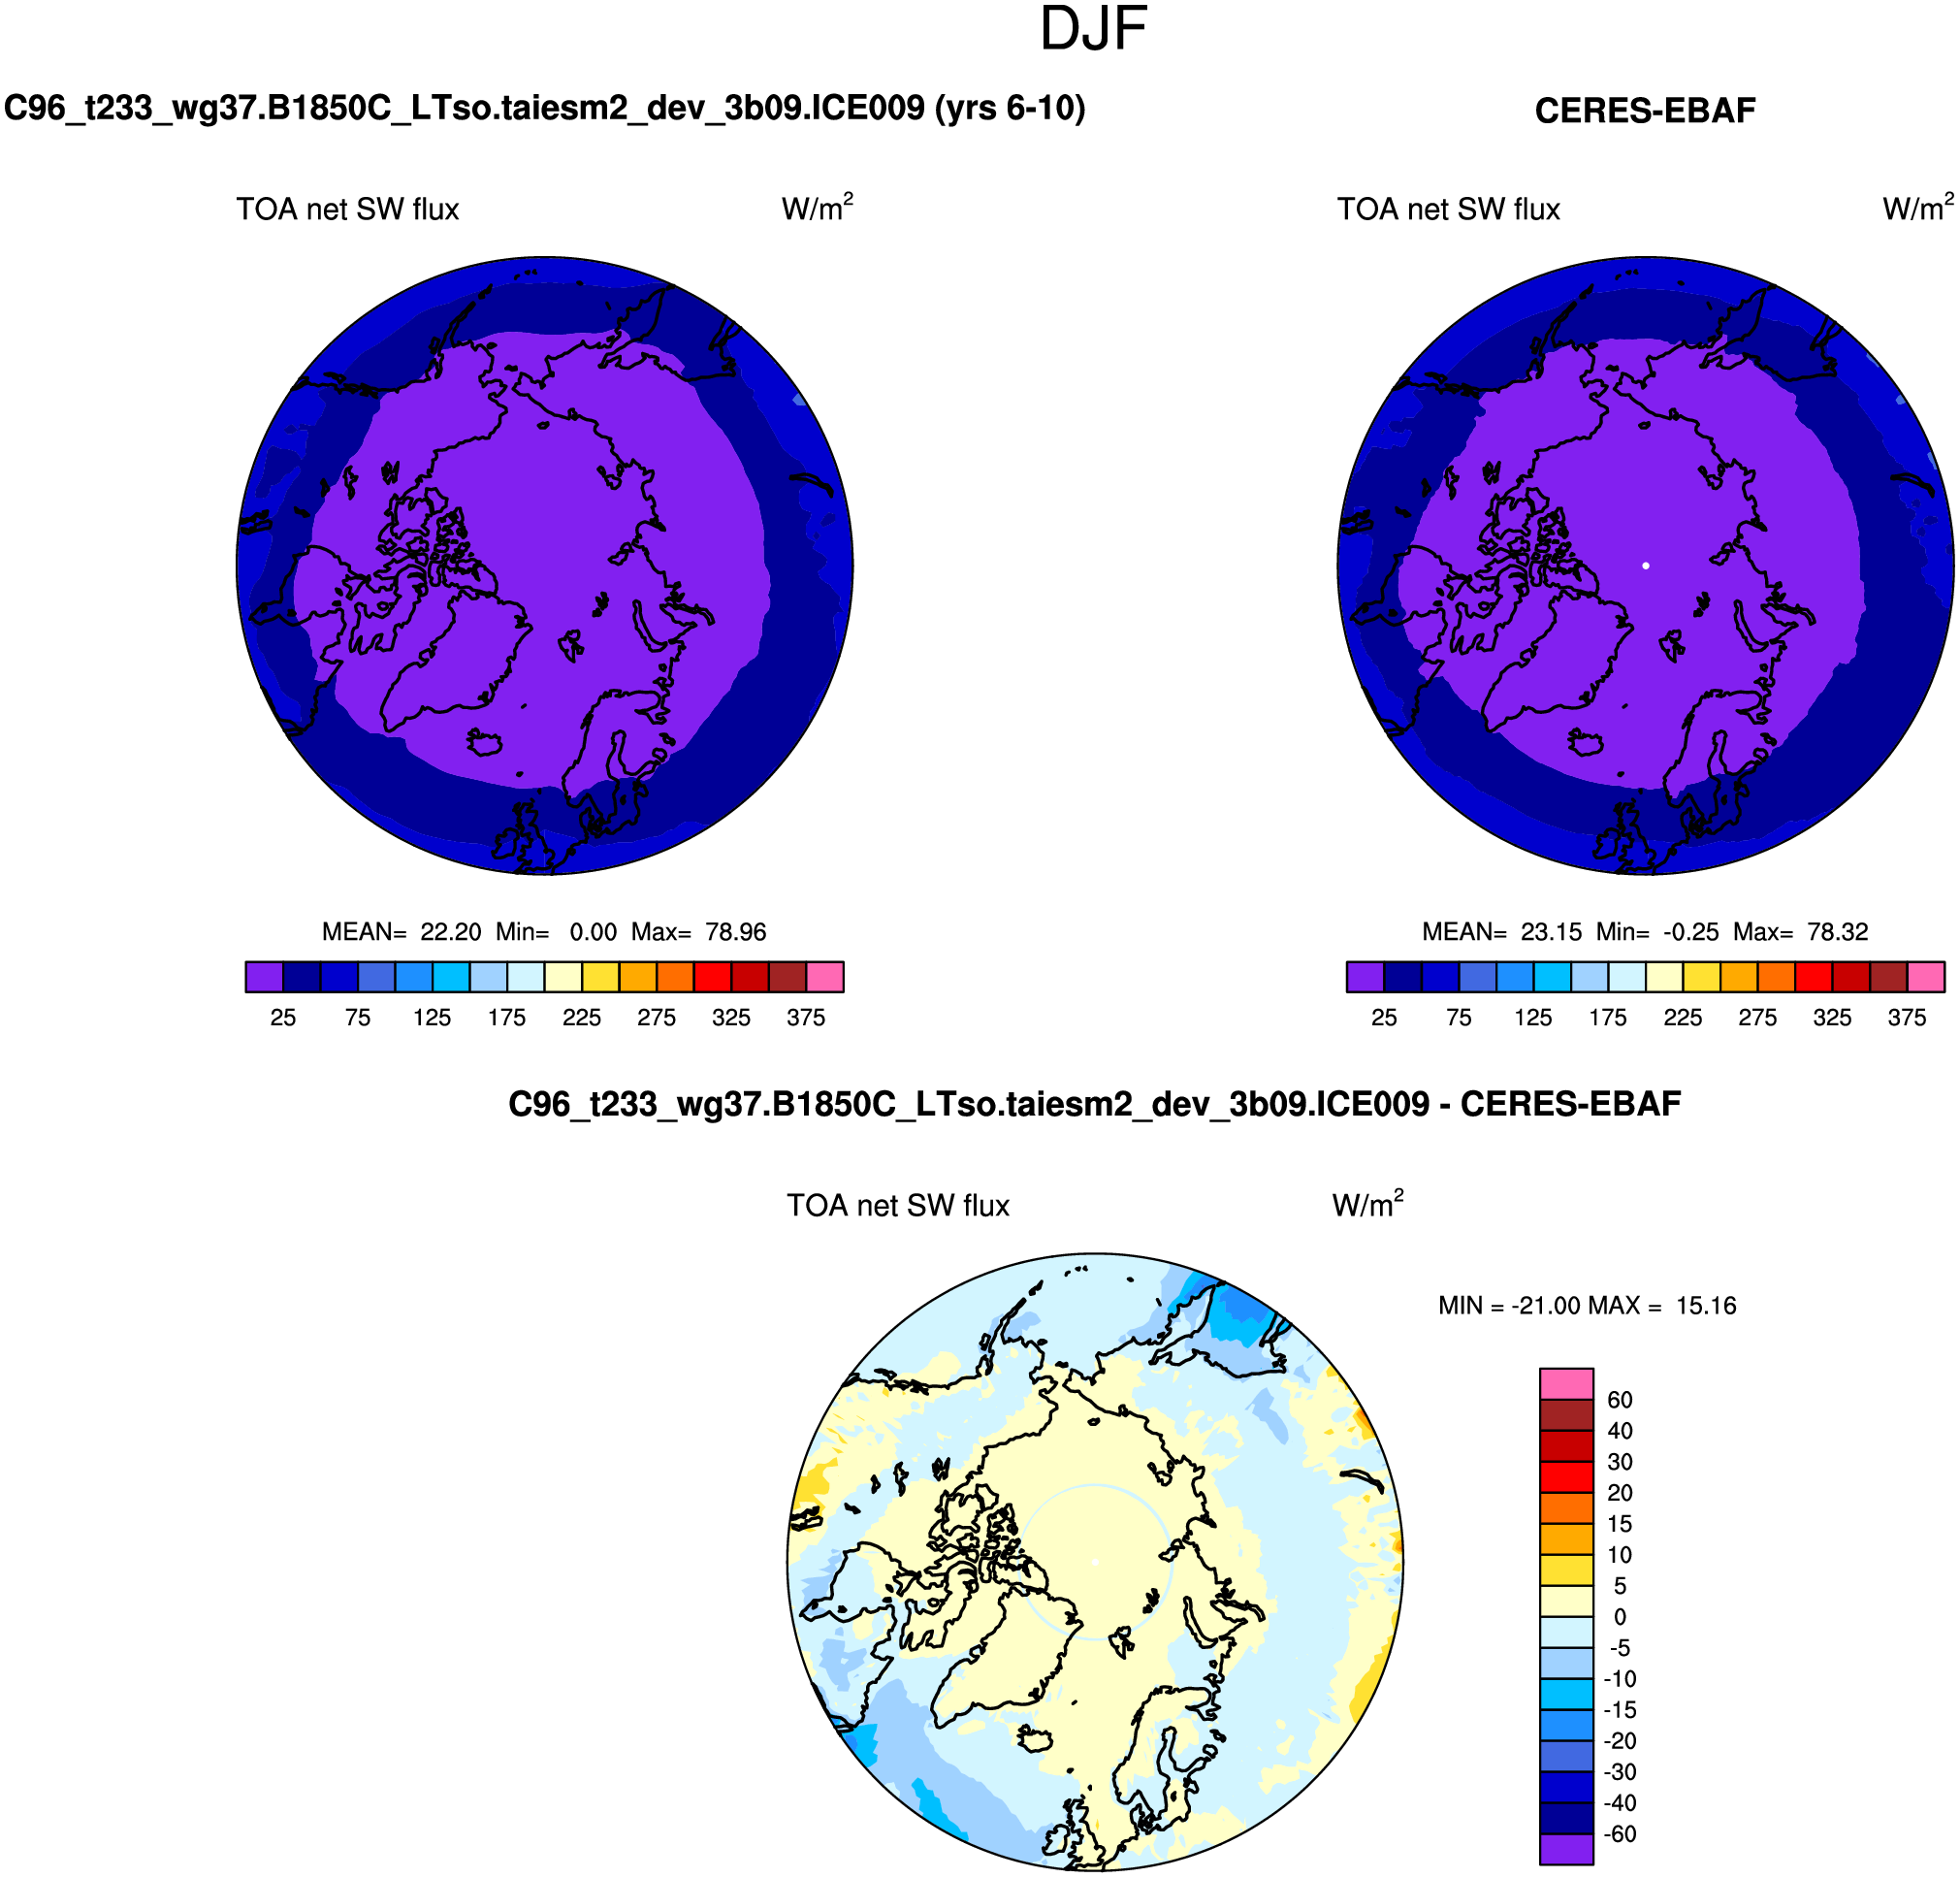 DJF
C96_t233_wg37.B1850C_LTso.taiesm2_dev_3b09.ICE009 (yrs 6-10)
CERES-EBAF
TOA net SW flux W/m²
TOA net SW flux W/m²
MEAN= 22.20 Min= 0.00 Max= 78.96
MEAN= 23.15 Min= -0.25 Max= 78.32
25 75 125 175 225 275 325 375
25 75 125 175 225 275 325 375
C96_t233_wg37.B1850C_LTso.taiesm2_dev_3b09.ICE009 - CERES-EBAF
TOA net SW flux W/m²
MIN = -21.00 MAX = 15.16
60
40
30
20
15
10
5
0
-5
-10
-15
-20
-30
-40
-60